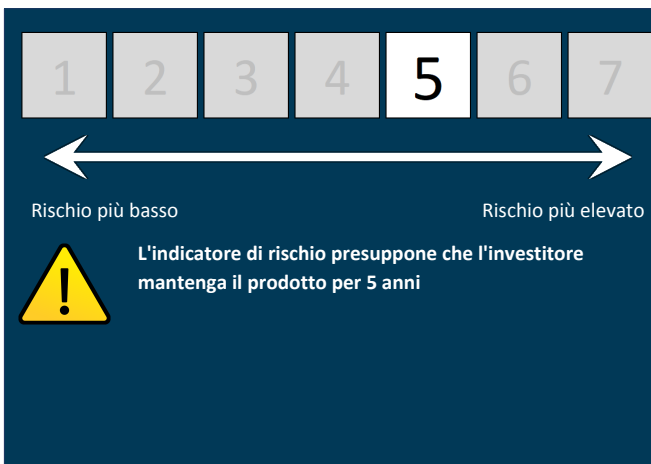 1 2 3 4 5 6 7
Rischio più basso Rischio più elevato
L'indicatore di rischio presuppone che l'investitore
mantenga il prodotto per 5 anni